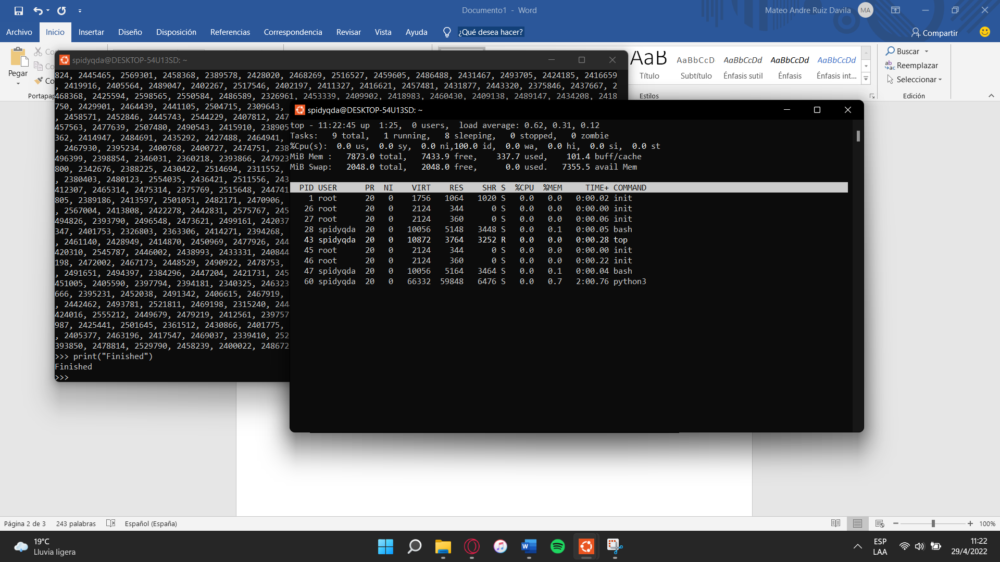 Documento1 - Word
Mateo Andre Ruiz Davila
MA
Archivo
Inicio
Insertar
Diseño
Disposición
Referencias
Correspondencia
Revisar
Vista
Ayuda
¿Qué desea hacer?
Compartir
Pegar
Co
Co
Co
Portapap
AaB
AaBbCcD
AaBbCcDd
AaBbCcDd
AaBbCcDd
Título
Subtítulo
Énfasis sutil
Énfasis
Énfasis int...
Estilos
Buscar
Reemplazar
Seleccionar
Edición
spidyqda@DESKTOP-54U13SD: ~
824, 2445465, 2569301, 2458368, 2389578, 2428020, 2468269, 2516527, 2459605, 2486488, 2431467, 2493705, 2424185, 2416659
, 2419916, 2405564, 2489047, 2402267, 2517546, 2402197, 2411327, 2416621, 2457481, 2431877, 2443320, 2375846, 2437667, 2
468368, 2425594, 2598565, 2550584, 2486589, 2326961, 2453339, 2409902, 2418983, 2460430, 2409138, 2489147, 2434208, 2418
750, 2429901, 2464439, 2441105, 2504715, 2309643,
, 2458571, 2452846, 2445743, 2544229, 2407812, 247
457563, 2477639, 2507480, 2490543, 2415910, 238905
362, 2414947, 2484691, 2435292, 2427488, 2464941,
, 2467930, 2395234, 2400768, 2400727, 2474751, 238
496399, 2398854, 2346031, 2360218, 2393866, 247923
800, 2342676, 2388225, 2430422, 2514694, 2311552,
, 2380403, 2480123, 2554035, 2436421, 2511556, 243
412307, 2465314, 2475314, 2375769, 2515648, 244741
805, 2389186, 2413597, 2501051, 2482171, 2470906,
, 2567004, 2413808, 2422278, 2442831, 2575767, 245
494826, 2393790, 2496548, 2473621, 2499161, 242037
347, 2401753, 2326803, 2363306, 2414271, 2394268,
, 2461140, 2428949, 2414870, 2450969, 2477926, 244
420310, 2545787, 2446002, 2438993, 2433331, 240844
198, 2472002, 2467173, 2448529, 2490922, 2478753,
, 2491651, 2494397, 2384296, 2447204, 2421731, 245
451005, 2405590, 2397794, 2394181, 2340325, 246323
666, 2395231, 2452038, 2491342, 2406615, 2467919,
, 2442462, 2493781, 2521811, 2469198, 2315240, 244
424016, 2555212, 2449679, 2479219, 2412561, 239757
987, 2425441, 2501645, 2361512, 2430866, 2401775,
, 2405377, 2463196, 2417547, 2469037, 2339410, 252
393850, 2478814, 2529790, 2458239, 2400022, 248672
>>> print("Finished")
Finished
>>>
spidyqda@DESKTOP-54U13SD: ~
top - 11:22:45 up  1:25,  0 users,  load average: 0.62, 0.31, 0.12
Tasks:   9 total,   1 running,   8 sleeping,   0 stopped,   0 zombie
%Cpu(s):  0.0 us,  0.0 sy,  0.0 ni,100.0 id,  0.0 wa,  0.0 hi,  0.0 si,  0.0 st
MiB Mem :   7873.0 total,   7433.9 free,    337.7 used,    101.4 buff/cache
MiB Swap:   2048.0 total,   2048.0 free,      0.0 used.   7355.5 avail Mem
PID USER      PR  NI    VIRT    RES    SHR S  %CPU  %MEM     TIME+ COMMAND
1 root      20   0    1756   1064   1020 S   0.0   0.0   0:00.02 init
26 root      20   0    2124    344      0 S   0.0   0.0   0:00.00 init
27 root      20   0    2124    360      0 S   0.0   0.0   0:00.06 init
28 spidyqda  20   0   10056   5148   3448 S   0.0   0.1   0:00.05 bash
43 spidyqda  20   0   10872   3764   3252 R   0.0   0.0   0:00.28 top
45 root      20   0    2124    344      0 S   0.0   0.0   0:00.00 init
46 root      20   0    2124    360      0 S   0.0   0.0   0:00.22 init
47 spidyqda  20   0   10056   5164   3464 S   0.0   0.1   0:00.04 bash
60 spidyqda  20   0   66332  59848   6476 S   0.0   0.7   2:00.76 python3
Página 2 de 3
243 palabras
Español (España)
100%
19°C
Lluvia ligera
ESP
LAA
11:22
29/4/2022